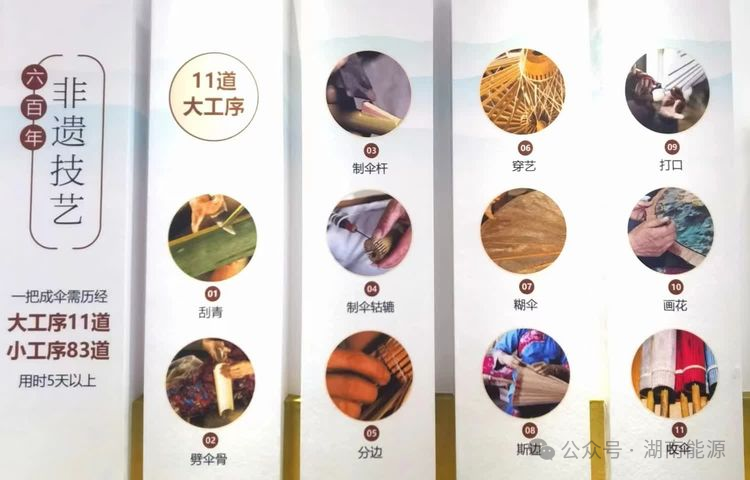 六百年
非遗技艺
一把成伞需历经
大工序11道
小工序83道
用时5天以上
11道
大工序
01
刮青
02
劈伞骨
03
制伞杆
04
制伞轱辘
05
分边
06
穿艺
07
糊伞
08
斯边
09
打口
10
画花
11
收伞
公众号·湖南能源